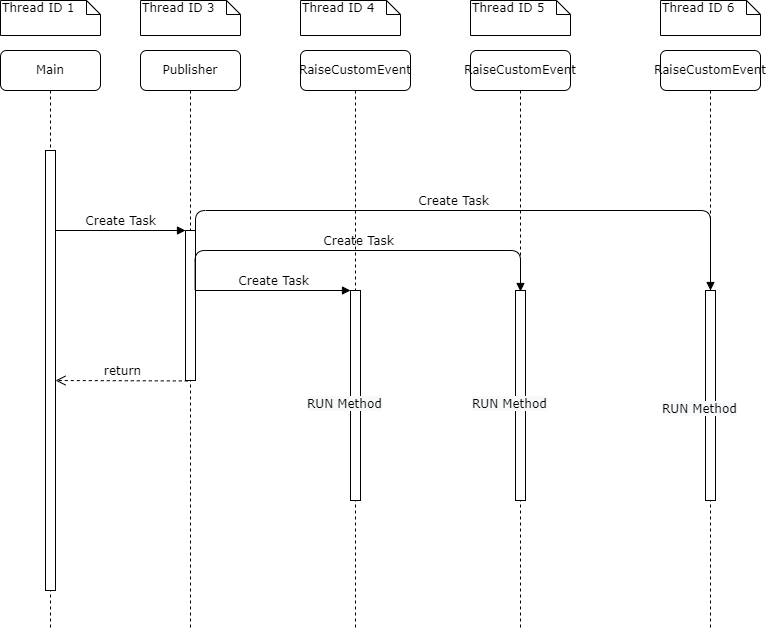 Thread ID 1
Thread ID 3
Thread ID 4
Thread ID 5
Thread ID 6
Main
Publisher
RaiseCustomEvent
RaiseCustomEvent
RaiseCustomEvent
Create Task
Create Task
Create Task
Create Task
return
RUN Method
RUN Method
RUN Method